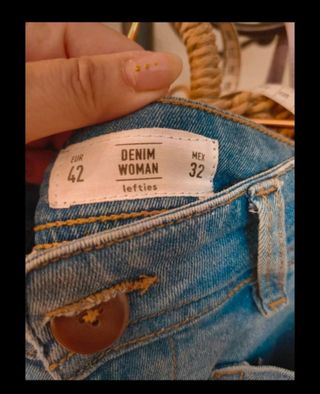 EUR
42
DENIM
WOMAN
lefties
MEX
32